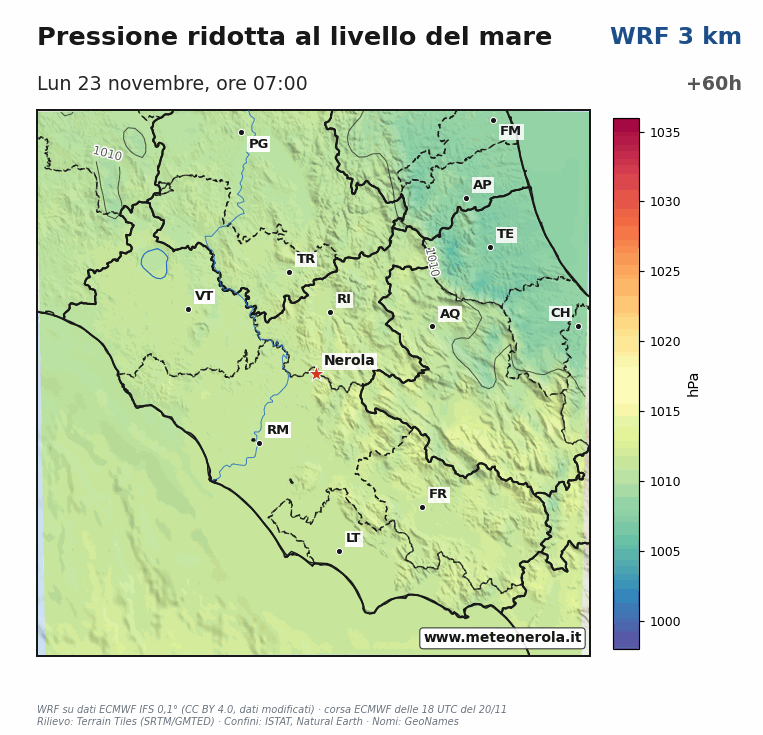 Pressione ridotta al livello del mare
WRF 3 km
Lun 23 novembre, ore 07:00
+60h
FM
PG
1010
AP
TE
1010
TR
VT
RI
AQ
CH
Nerola
RM
FR
LT
www.meteonerola.it
1035
1030
1025
1020
1015
1010
1005
1000
hPa
WRF su dati ECMWF IFS 0,1° (CC BY 4.0, dati modificati) · corsa ECMWF delle 18 UTC del 20/11
Rilievo: Terrain Tiles (SRTM/GMTED) · Confini: ISTAT, Natural Earth · Nomi: GeoNames